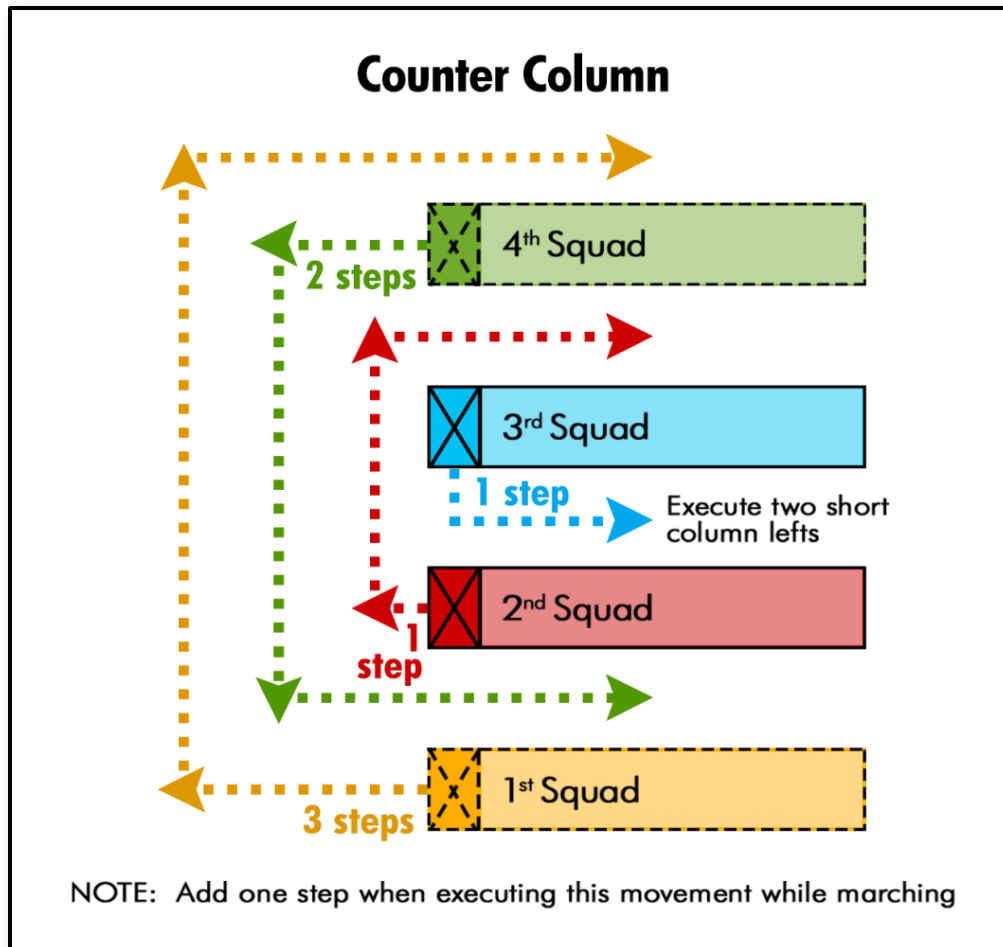 Counter Column
4th Squad
2 steps
3rd Squad
1 step
Execute two short
column lefts
2nd Squad
1
step
1st Squad
3 steps
NOTE: Add one step when executing this movement while marching